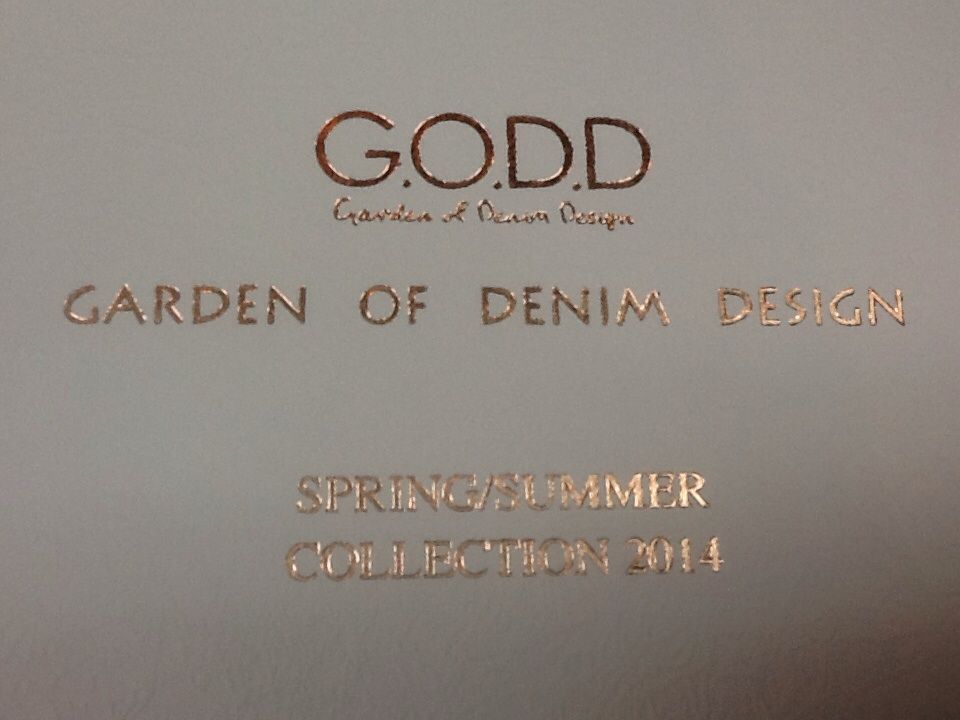 G.O.D.D
Garden of Denim Design
GARDEN OF DENIM DESIGN
SPRING/SUMMER
COLLECTION 2014